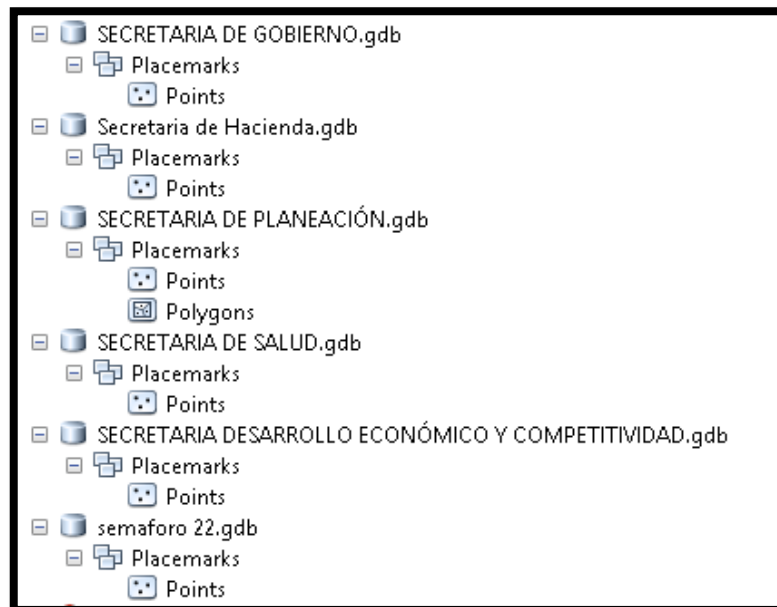 SECRETARIA DE GOBIERNO.gdb
Placemarks
Points
Secretaria de Hacienda.gdb
Placemarks
Points
SECRETARIA DE PLANEACIÓN.gdb
Placemarks
Points
Polygons
SECRETARIA DE SALUD.gdb
Placemarks
Points
SECRETARIA DESARROLLO ECONÓMICO Y COMPETITIVIDAD.gdb
Placemarks
Points
semaforo 22.gdb
Placemarks
Points